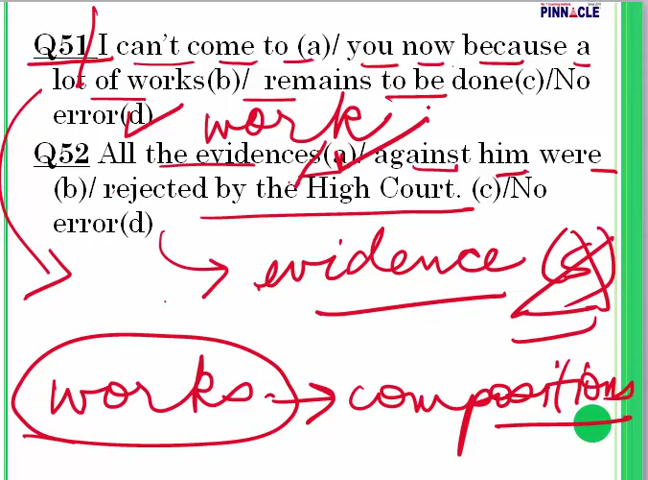 PINNACLE
Q51 I can't come to (a)/ you now because a
lot of works(b)/ remains to be done(c)/No
error(d)
work
Q52 All the evidences(a)/ against him were
(b)/ rejected by the High Court. (c)/No
error(d)
evidence
works → compositions